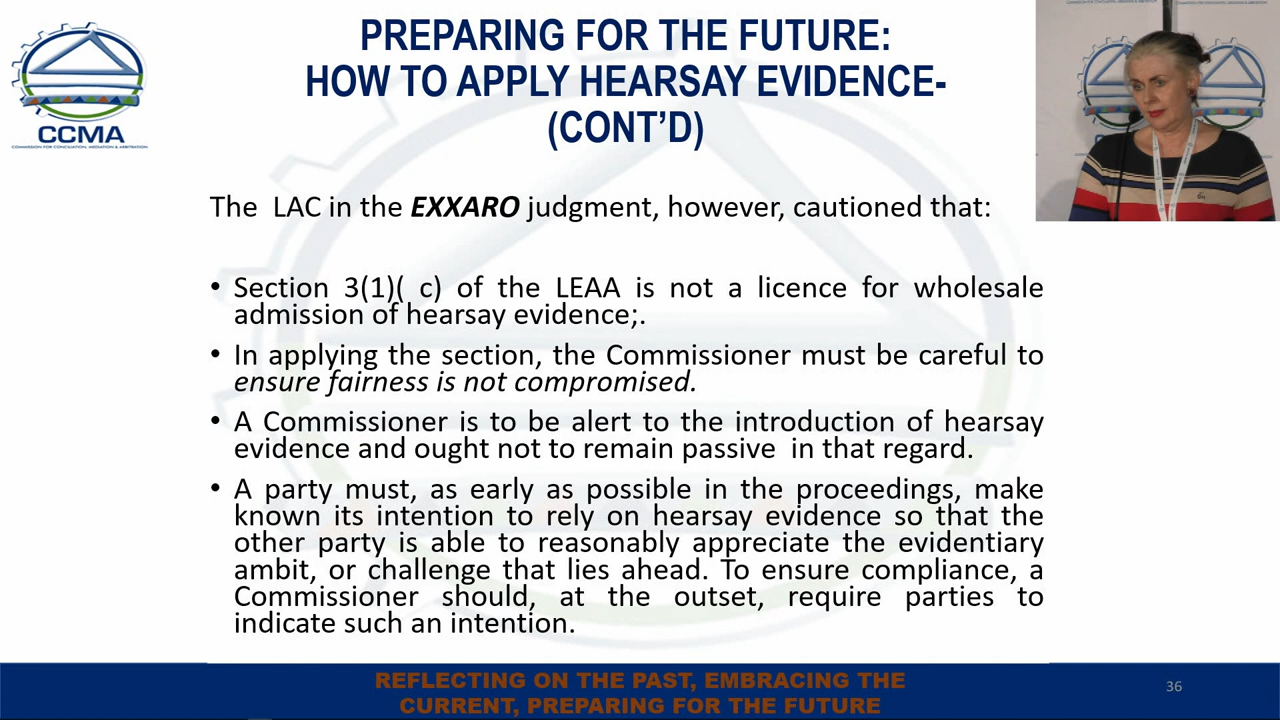 PREPARING FOR THE FUTURE:
HOW TO APPLY HEARSAY EVIDENCE-
(CONT'D)
CCMA
COMMISSION FOR CONCILIATION, MEDIATION & ARBITRATION
The LAC in the EXXARO judgment, however, cautioned that:
• Section 3(1)( c) of the LEAA is not a licence for wholesale
admission of hearsay evidence;.
• In applying the section, the Commissioner must be careful to
ensure fairness is not compromised.
• A Commissioner is to be alert to the introduction of hearsay
evidence and ought not to remain passive in that regard.
• A party must, as early as possible in the proceedings, make
known its intention to rely on hearsay evidence so that the
other party is able to reasonably appreciate the evidentiary
ambit, or challenge that lies ahead. To ensure compliance, a
Commissioner should, at the outset, require parties to
indicate such an intention.
REFLECTING ON THE PAST, EMBRACING THE
CURRENT, PREPARING FOR THE FUTURE
36